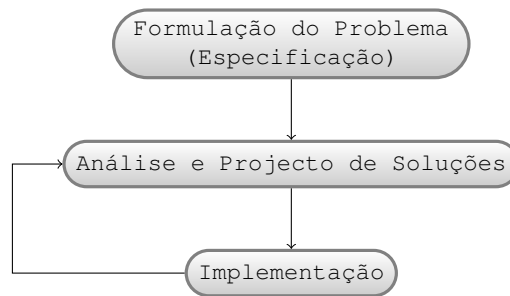 Formulação do Problema
(Especificação)
Análise e Projecto de Soluções
Implementação